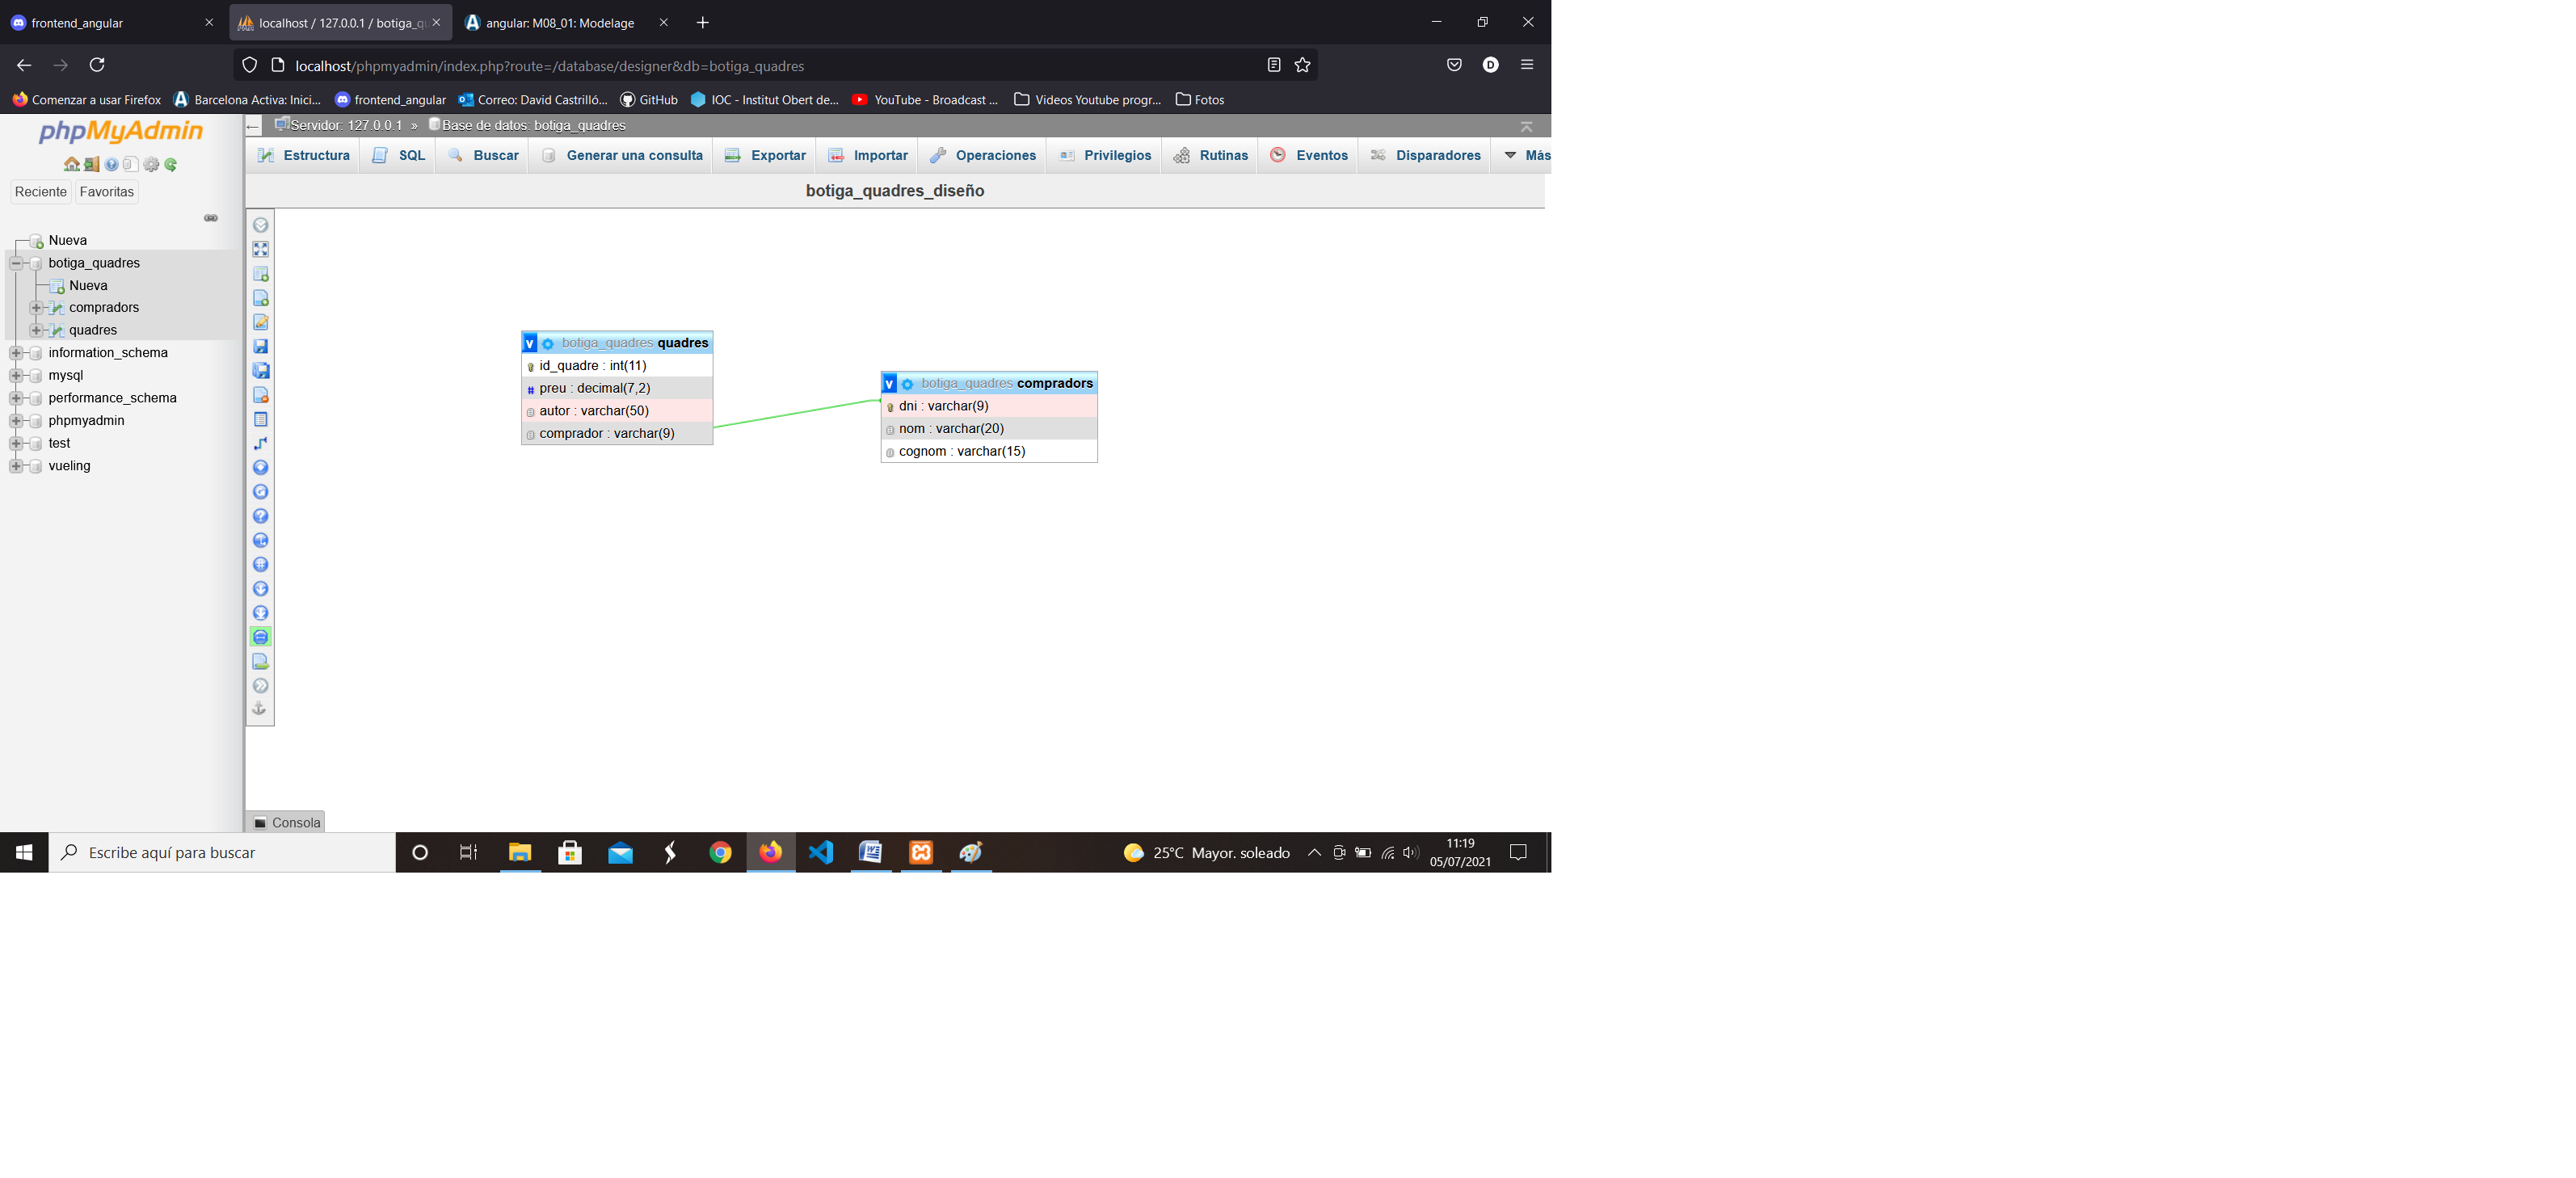 frontend_angular
localhost / 127.0.0.1 / botiga_qu
angular: M08_01: Modelage
localhost/phpmyadmin/index.php?route=/database/designer&db=botiga_quadres
D
Comenzar a usar Firefox
Barcelona Activa: Inici...
frontend_angular
Correo: David Castrilló...
GitHub
IOC - Institut Obert de...
YouTube - Broadcast ...
Videos Youtube progr...
Fotos
phpMyAdmin
Reciente
Favoritas
Nueva
botiga_quadres
Nueva
compradors
quadres
information_schema
mysql
performance_schema
phpmyadmin
test
vueling
Servidor: 127.0.0.1 » Base de datos: botiga_quadres
Estructura
SQL
Buscar
Generar una consulta
Exportar
Importar
Operaciones
Privilegios
Rutinas
Eventos
Disparadores
Más
botiga_quadres_diseño
v botiga_quadres quadres
id_quadre : int(11)
# preu : decimal(7,2)
autor : varchar(50)
comprador : varchar(9)
v botiga_quadres compradors
dni : varchar(9)
nom : varchar(20)
cognom : varchar(15)
Consola
Escribe aquí para buscar
25°C Mayor. soleado
11:19
05/07/2021